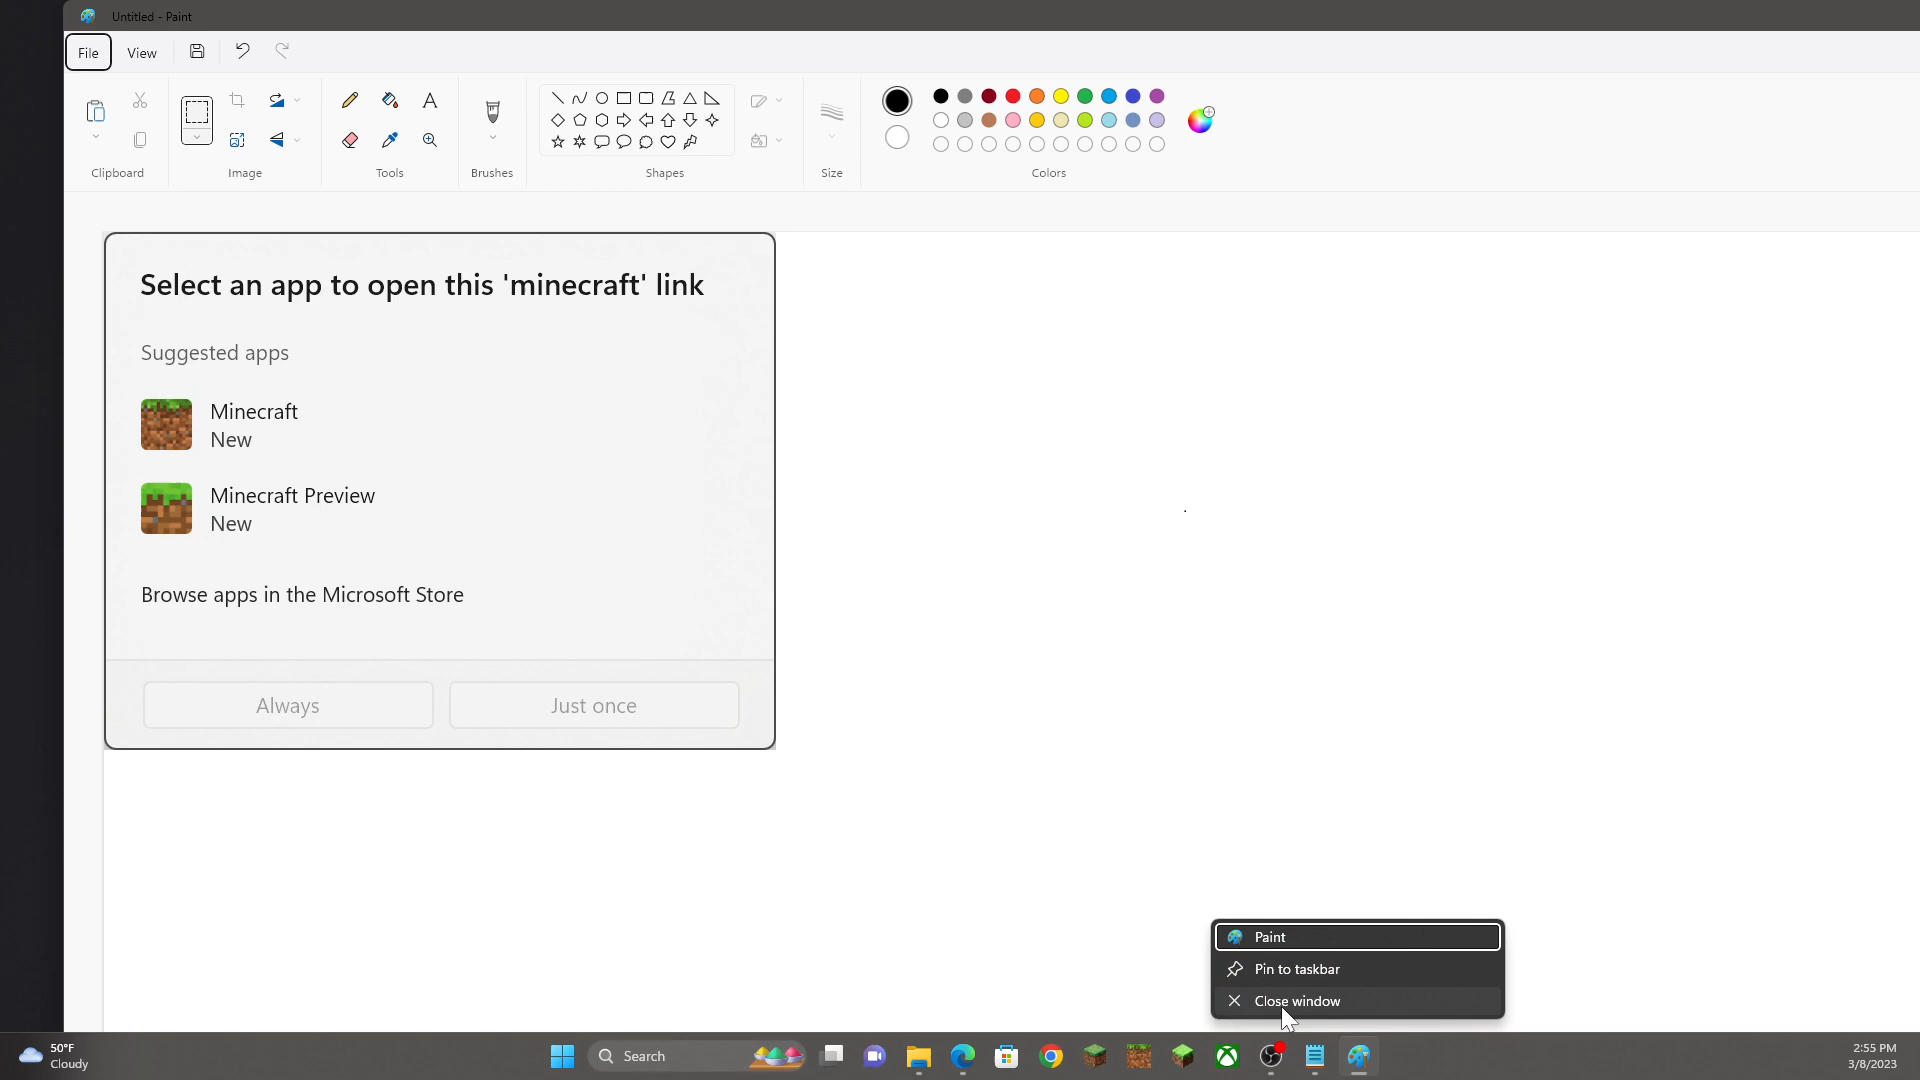 Untitled - Paint
File
View
Clipboard
Image
Tools
Brushes
Shapes
Size
Colors
Select an app to open this 'minecraft' link
Suggested apps
Minecraft
New
Minecraft Preview
New
Browse apps in the Microsoft Store
Always
Just once
Paint
Pin to taskbar
Close window
50°F
Cloudy
Search
2:55 PM
3/8/2023